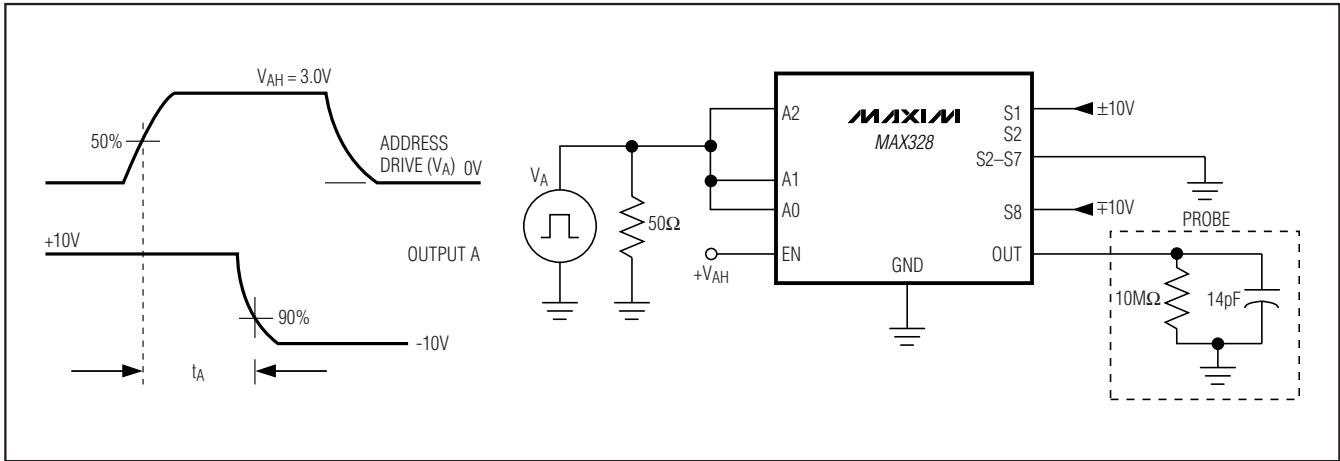 VAH = 3.0V
50%
ADDRESS
DRIVE (VA) 0V
+10V
OUTPUT A
90%
-10V
tA
VA
50Ω
+VAH
A2
A1
A0
EN
MAXIM
MAX328
GND
S1
S2
S2–S7
S8
OUT
±10V
∓10V
PROBE
10MΩ
14pF